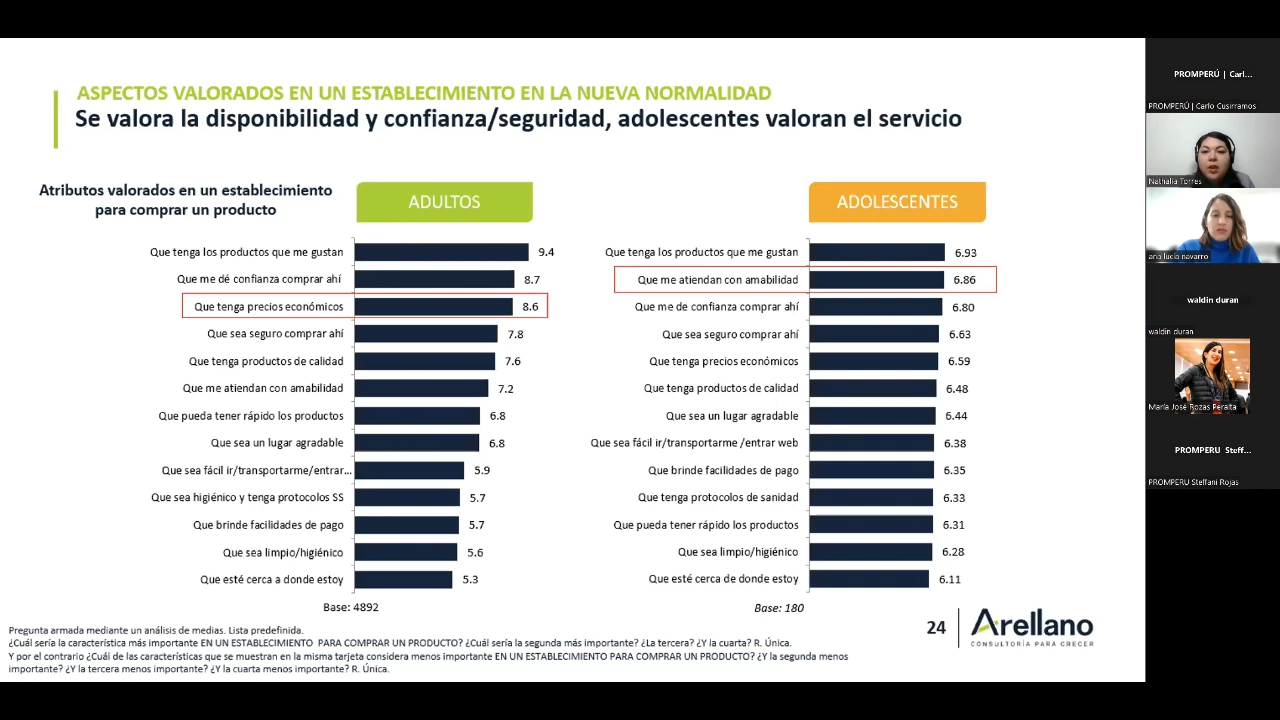 ASPECTOS VALORADOS EN UN ESTABLECIMIENTO EN LA NUEVA NORMALIDAD
Se valora la disponibilidad y confianza/seguridad, adolescentes valoran el servicio
Atributos valorados en un establecimiento
para comprar un producto
ADULTOS
Que tenga los productos que me gustan 9.4
Que me dé confianza comprar ahí 8.7
Que tenga precios económicos 8.6
Que sea seguro comprar ahí 7.8
Que tenga productos de calidad 7.6
Que me atiendan con amabilidad 7.2
Que pueda tener rápido los productos 6.8
Que sea un lugar agradable 6.8
Que sea fácil ir/transportarme/entrar... 5.9
Que sea higiénico y tenga protocolos SS 5.7
Que brinde facilidades de pago 5.7
Que sea limpio/higiénico 5.6
Que esté cerca a donde estoy 5.3
Base: 4892
ADOLESCENTES
Que tenga los productos que me gustan 6.93
Que me atiendan con amabilidad 6.86
Que me de confianza comprar ahí 6.80
Que sea seguro comprar ahí 6.63
Que tenga precios económicos 6.59
Que tenga productos de calidad 6.48
Que sea un lugar agradable 6.44
Que sea fácil ir/transportarme /entrar web 6.38
Que brinde facilidades de pago 6.35
Que tenga protocolos de sanidad 6.33
Que pueda tener rápido los productos 6.31
Que sea limpio/higiénico 6.28
Que esté cerca de donde estoy 6.11
Base: 180
Pregunta armada mediante un análisis de medias. Lista predefinida.
¿Cuál sería la característica más importante EN UN ESTABLECIMIENTO PARA COMPRAR UN PRODUCTO? ¿Cuál sería la segunda más importante? ¿La tercera? ¿Y la cuarta? R. Única.
Y por el contrario ¿Cuál de las características que se muestran en la misma tarjeta considera menos importante EN UN ESTABLECIMIENTO PARA COMPRAR UN PRODUCTO? ¿Y la segunda menos
importante? ¿Y la tercera menos importante? ¿Y la cuarta menos importante? R. Única.
24
Arellano
CONSULTORÍA PARA CRECER
PROMPERÚ | Carl...
PROMPERÚ | Carlo Cusirramos
Nathalia Torres
ana lucia navarro
waldin duran
waldin duran
María José Rozas Peralta
PROMPERU Steff...
PROMPERU Steffani Rojas